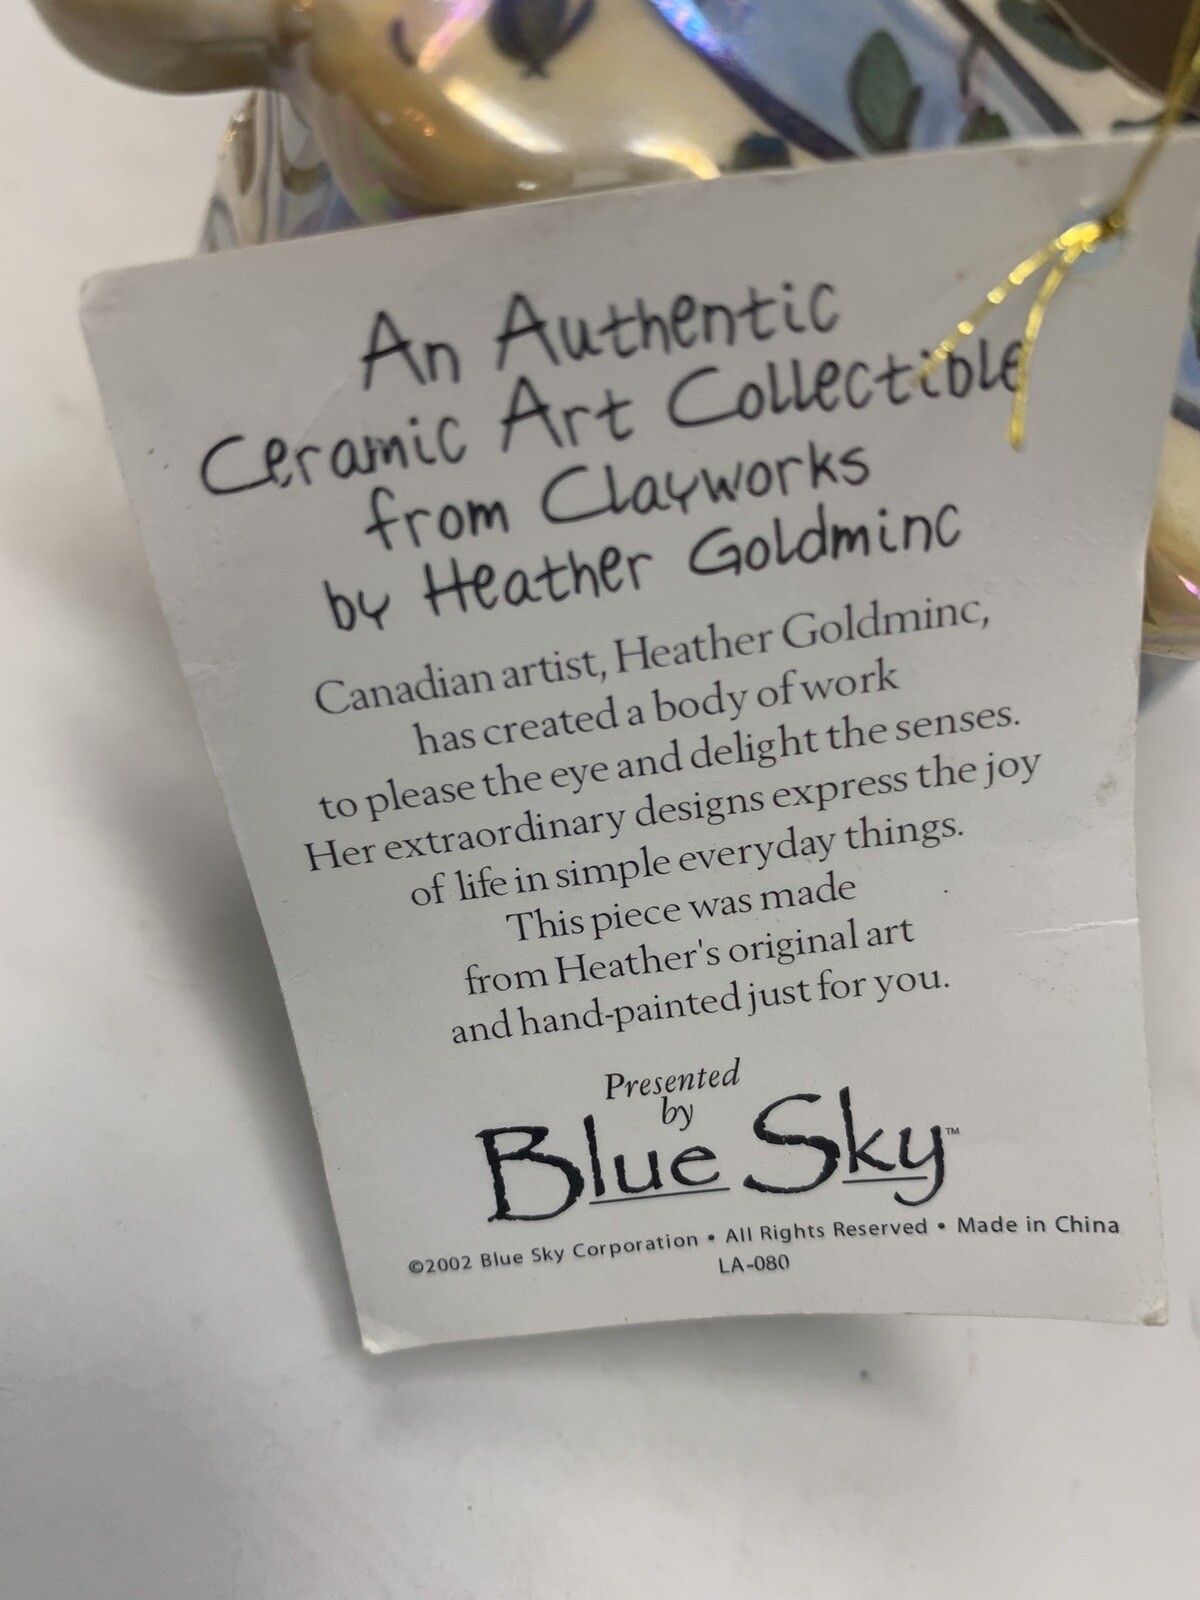 An Authentic
Ceramic Art Collectible
from Clayworks
by Heather Goldminc
Canadian artist, Heather Goldminc,
has created a body of work
to please the eye and delight the senses.
Her extraordinary designs express the joy
of life in simple everyday things.
This piece was made
from Heather's original art
and hand-painted just for you.
Presented
by
Blue Sky™
©2002 Blue Sky Corporation • All Rights Reserved • Made in China
LA-080